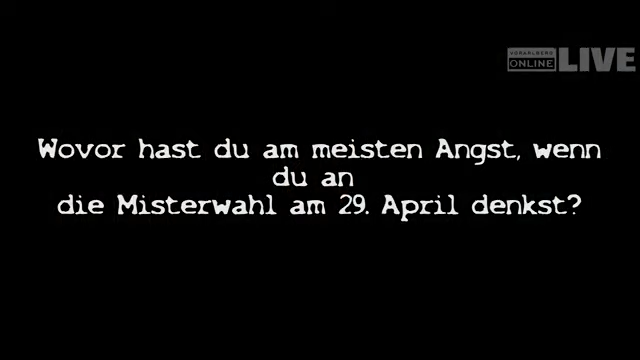 VORARLBERG
ONLINE LIVE
Wovor hast du am meisten Angst, wenn
du an
die Misterwahl am 29. April denkst?